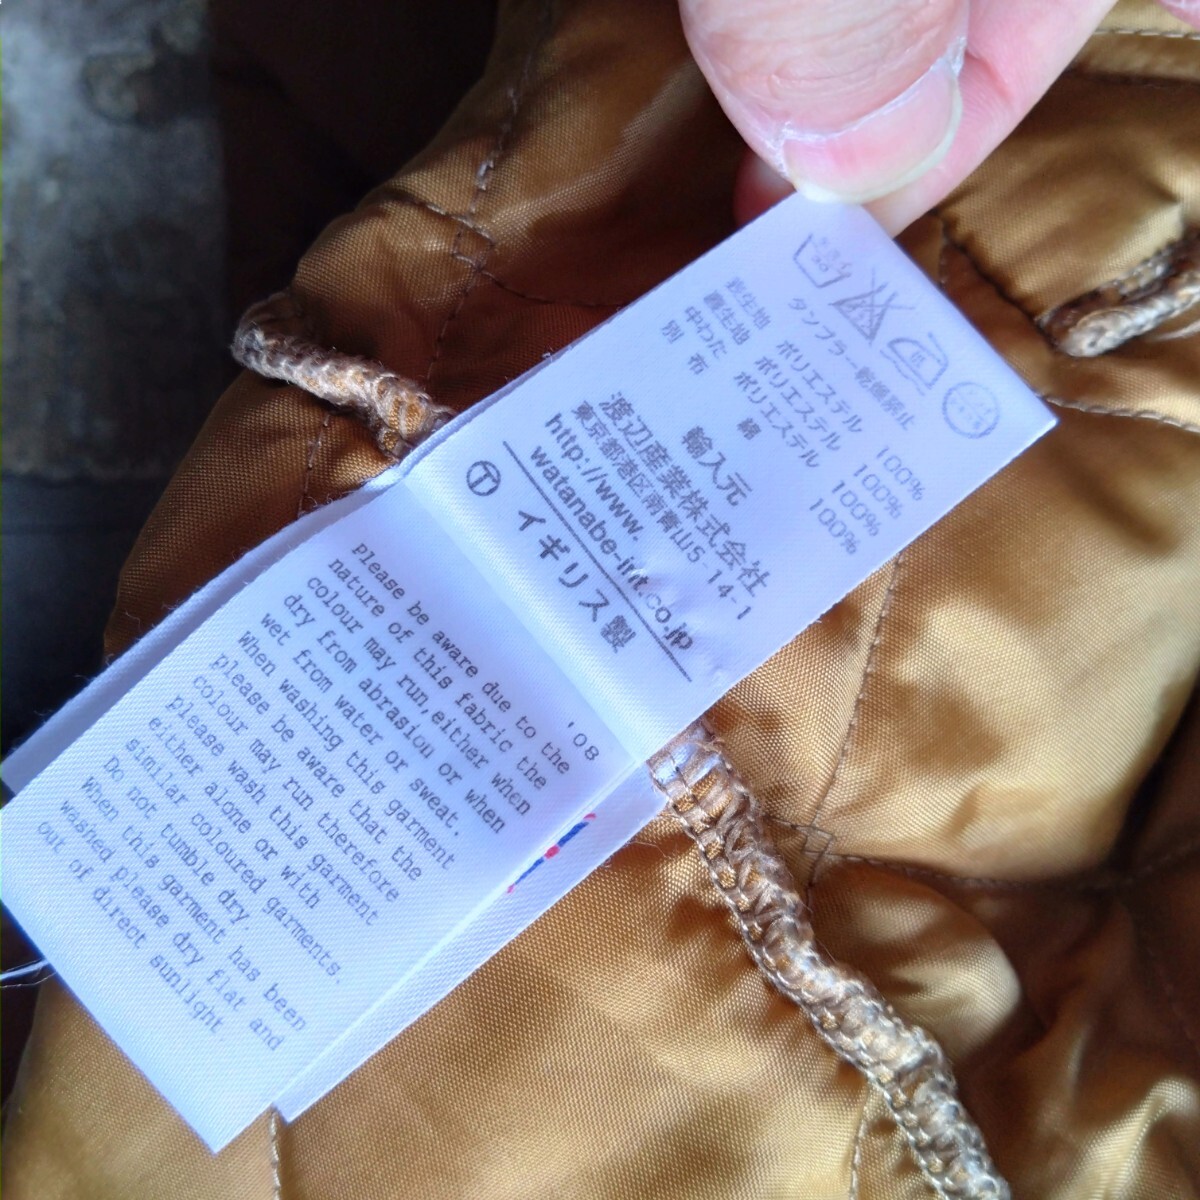 40
タンブラー乾燥禁止
表生地 ポリエステル 100%
裏生地 ポリエステル 100%
中わた ポリエステル 100%
別布 綿 100%
輸入元
渡辺産業株式会社
東京都港区南青山5-14-1
http://www.
watanabe-int.co.jp
Ⓣ イギリス製
'08
Please be aware due to the
nature of this fabric the
colour may run,either when
dry from abrasiou or when
wet from water or sweat.
When washing this garment
please be aware that the
colour may run therefore
please wash this garment
either alone or with
similar coloured garments.
Do not tumble dry.
When this garment has been
washed please dry flat and
out of direct sunlight.